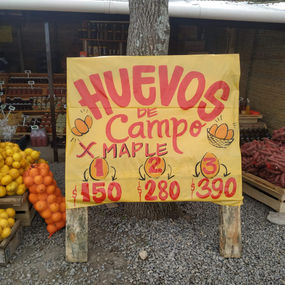 HUEVOS
DE
Campo
X MAPLE
1 2 3
$150 $280 $390